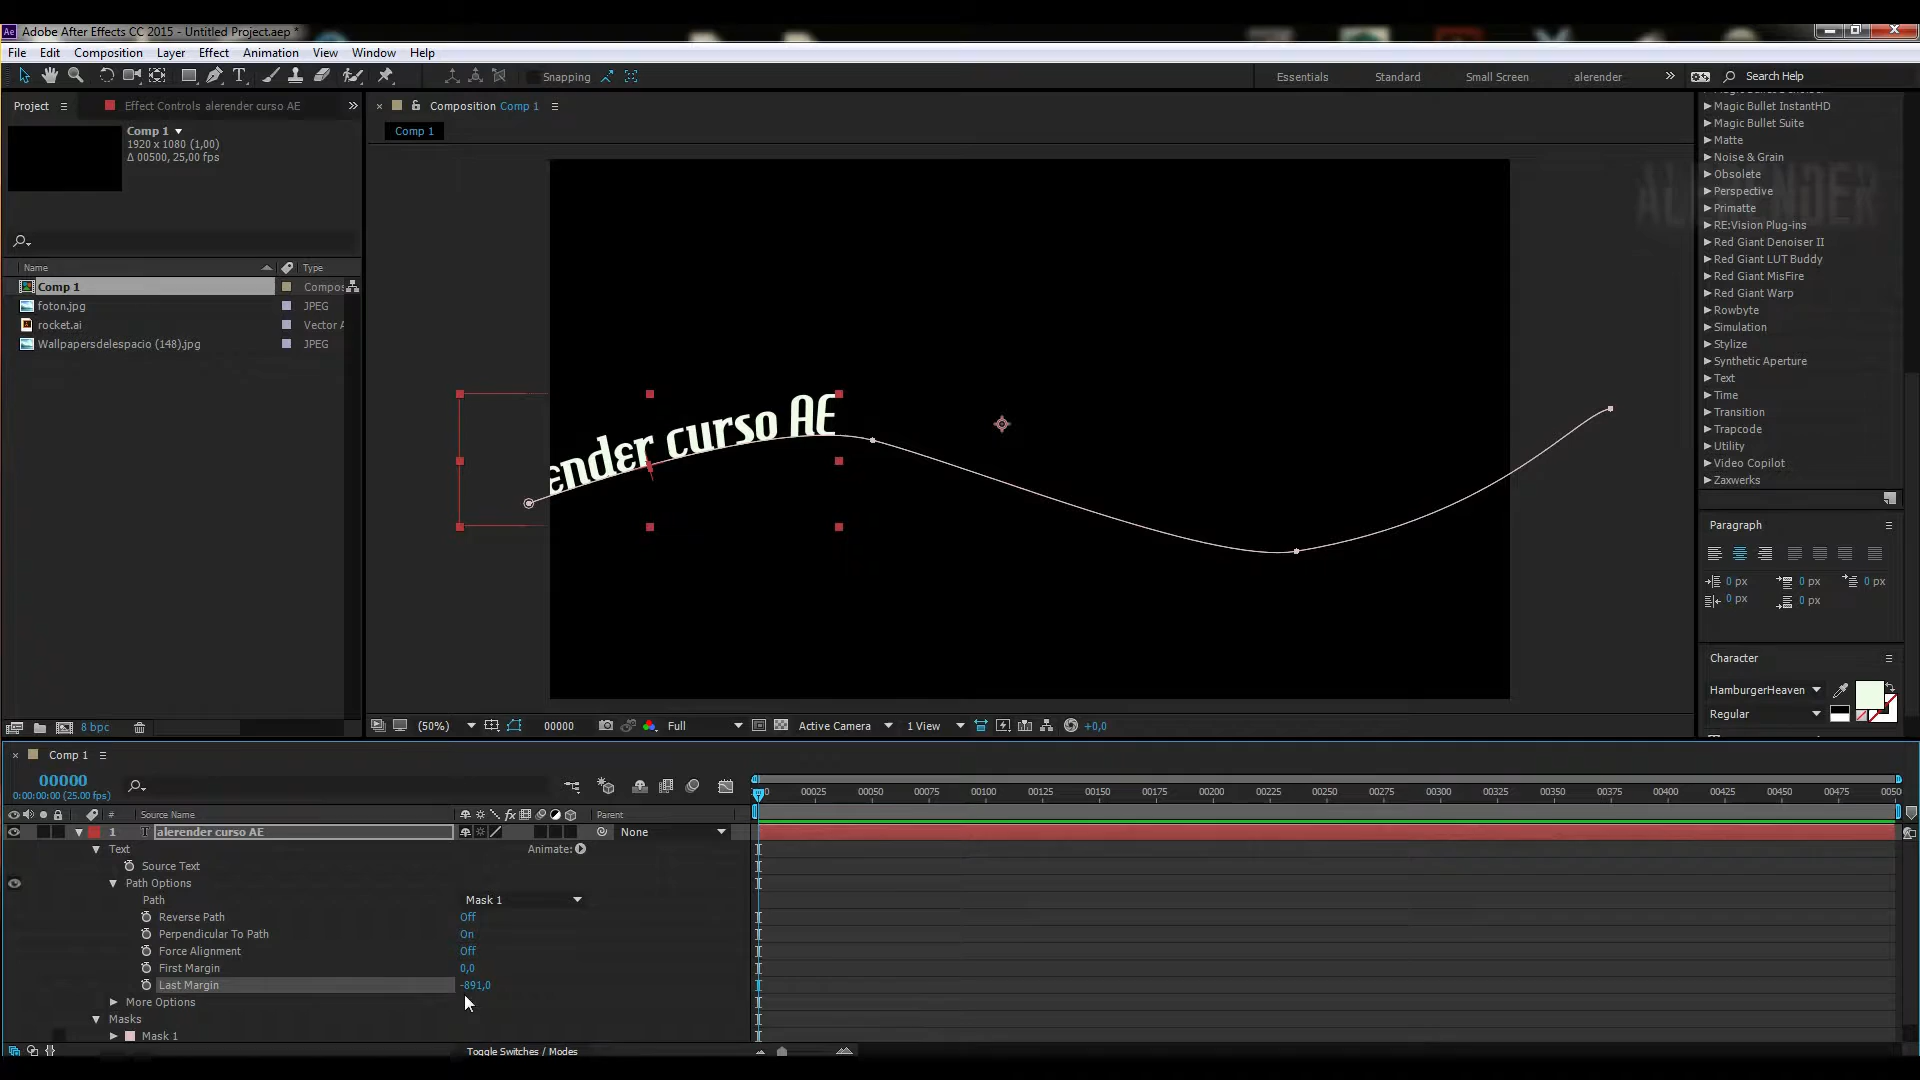 Adobe After Effects CC 2015 - Untitled Project.aep *
File Edit Composition Layer Effect Animation View Window Help
Snapping
Essentials Standard Small Screen alerender
Search Help
Project
Effect Controls alerender curso AE
Composition Comp 1
Comp 1
Comp 1
1920 x 1080 (1,00)
Δ 00500, 25,00 fps
Name Type
Comp 1 Compos
foton.jpg JPEG
rocket.ai Vector A
Wallpapersdelespacio (148).jpg JPEG
8 bpc
ender curso AE
(50%) 00000 Full Active Camera 1 View +0,0
Magic Bullet InstantHD
Magic Bullet Suite
Matte
Noise & Grain
Obsolete
Perspective
Primatte
RE:Vision Plug-ins
Red Giant Denoiser II
Red Giant LUT Buddy
Red Giant MisFire
Red Giant Warp
Rowbyte
Simulation
Stylize
Synthetic Aperture
Text
Time
Transition
Trapcode
Utility
Video Copilot
Zaxwerks
ALERENDER
Paragraph
0 px 0 px 0 px
0 px 0 px
Character
HamburgerHeaven
Regular
Comp 1
00000
0:00:00:00 (25.00 fps)
00025 00050 00075 00100 00125 00150 00175 00200 00225 00250 00275 00300 00325 00350 00375 00400 00425 00450 00475 0050
# Source Name Parent
1 T alerender curso AE None
Text Animate:
Source Text
Path Options
Path Mask 1
Reverse Path Off
Perpendicular To Path On
Force Alignment Off
First Margin 0,0
Last Margin -891,0
More Options
Masks
Mask 1
Toggle Switches / Modes